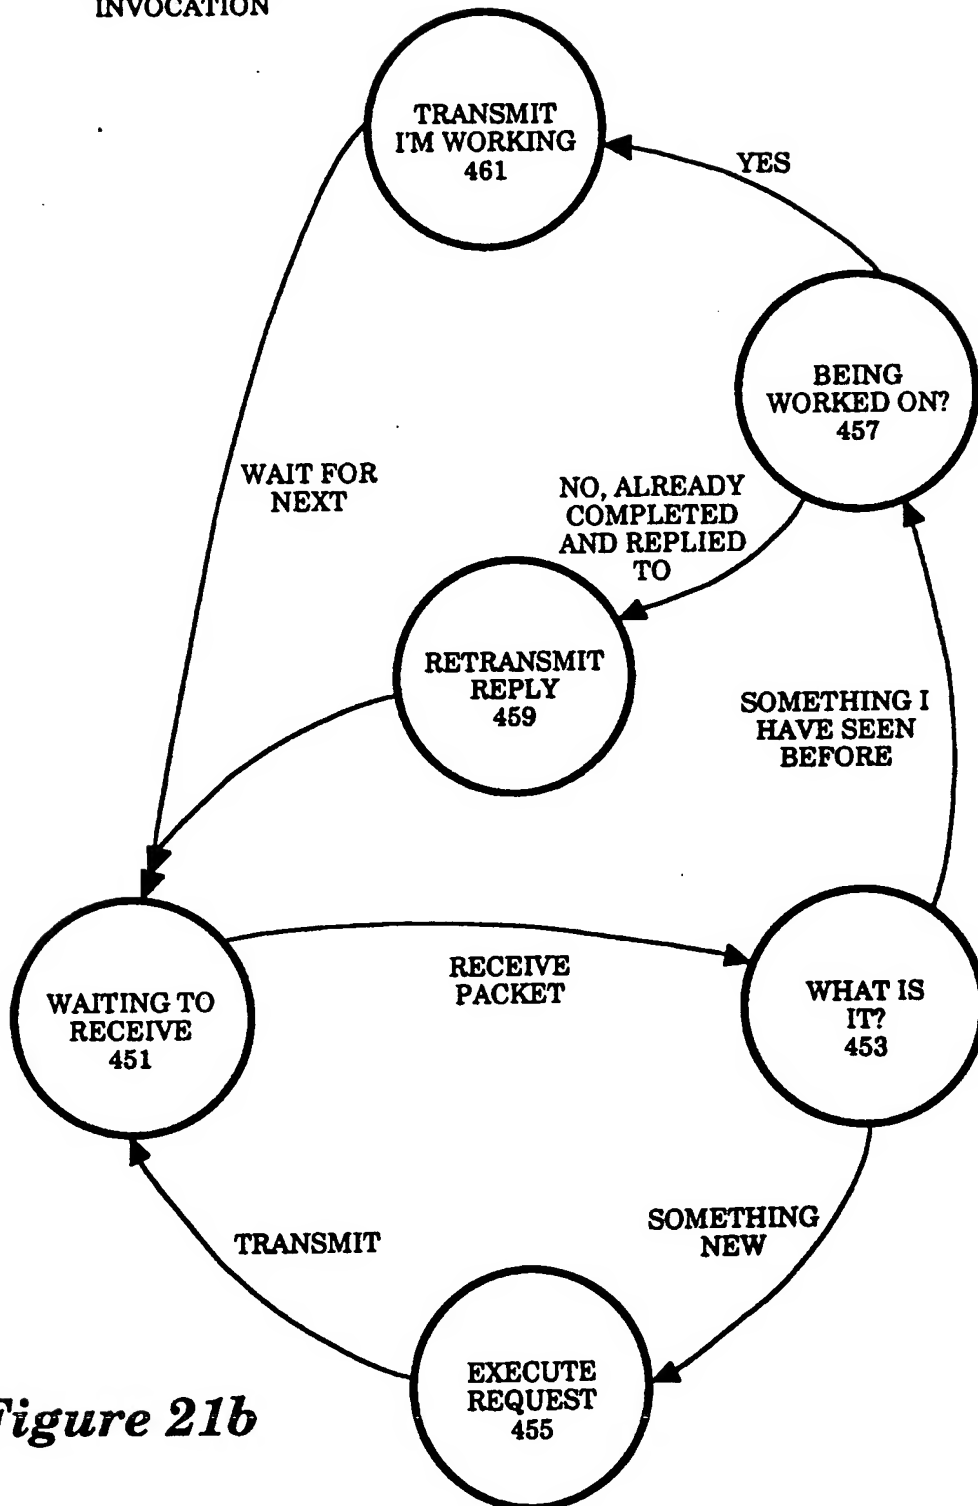 INVOCATION
TRANSMIT
I'M WORKING
461
YES
BEING
WORKED ON?
457
WAIT FOR
NEXT
NO, ALREADY
COMPLETED
AND REPLIED
TO
RETRANSMIT
REPLY
459
SOMETHING I
HAVE SEEN
BEFORE
RECEIVE
PACKET
WAITING TO
RECEIVE
451
WHAT IS
IT?
453
TRANSMIT
SOMETHING
NEW
EXECUTE
REQUEST
455
Figure 21b